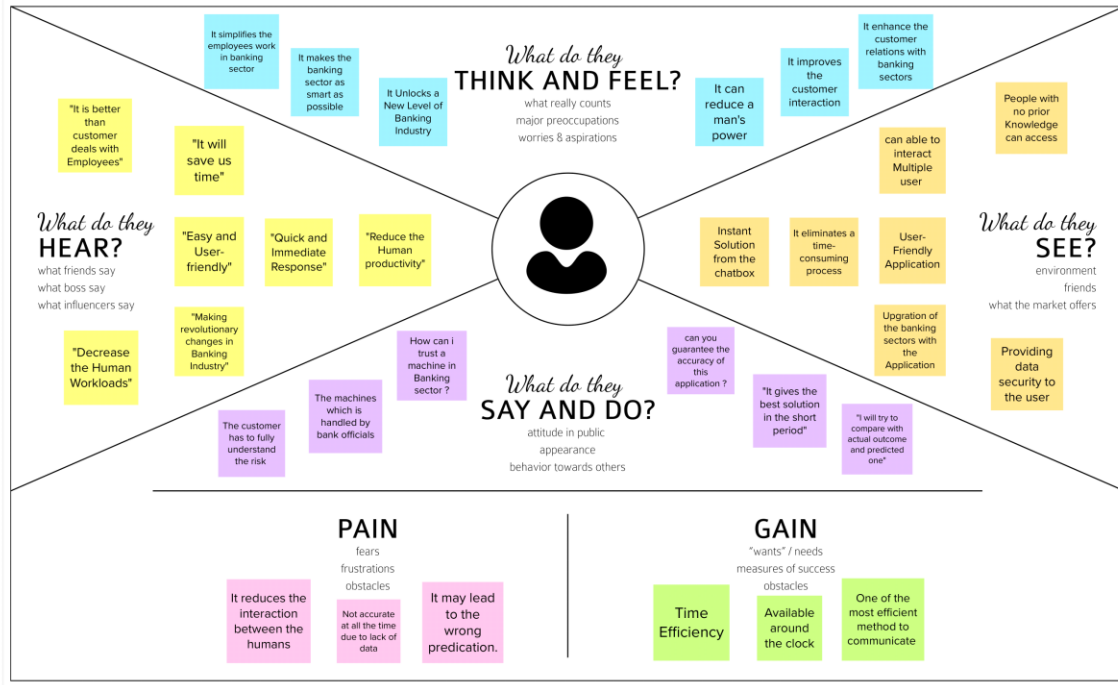 What do they
THINK AND FEEL?
what really counts
major preoccupations
worries & aspirations
It simplifies the
employees work
in banking
sector
It makes the
banking
sector as
smart as
possible
It Unlocks a
New Level of
Banking
Industry
It can
reduce a
man's
power
It improves
the
customer
interaction
It enhance the
customer
relations with
banking
sectors
What do they
HEAR?
what friends say
what boss say
what influencers say
"It is better
than
customer
deals with
Employees"
"It will
save us
time"
"Easy and
User-
friendly"
"Quick and
Immediate
Response"
"Reduce the
Human
productivity"
"Making
revolutionary
changes in
Banking
Industry"
"Decrease
the Human
Workloads"
What do they
SEE?
environment
friends
what the market offers
People with
no prior
Knowledge
can access
can able to
interact
Multiple
user
Instant
Solution
from the
chatbox
It eliminates a
time-
consuming
process
User-
Friendly
Application
Upgration of
the banking
sectors with
the
Application
Providing
data
security to
the user
What do they
SAY AND DO?
attitude in public
appearance
behavior towards others
The customer
has to fully
understand
the risk
The machines
which is
handled by
bank officials
How can i
trust a
machine in
Banking
sector ?
can you
guarantee the
accuracy of
this
application ?
"It gives the
best solution
in the short
period"
"I will try to
compare with
actual outcome
and predicted
one"
PAIN
fears
frustrations
obstacles
It reduces the
interaction
between the
humans
Not accurate
at all the time
due to lack of
data
It may lead
to the
wrong
predication.
GAIN
"wants" / needs
measures of success
obstacles
Time
Efficiency
Available
around
the clock
One of the
most efficient
method to
communicate